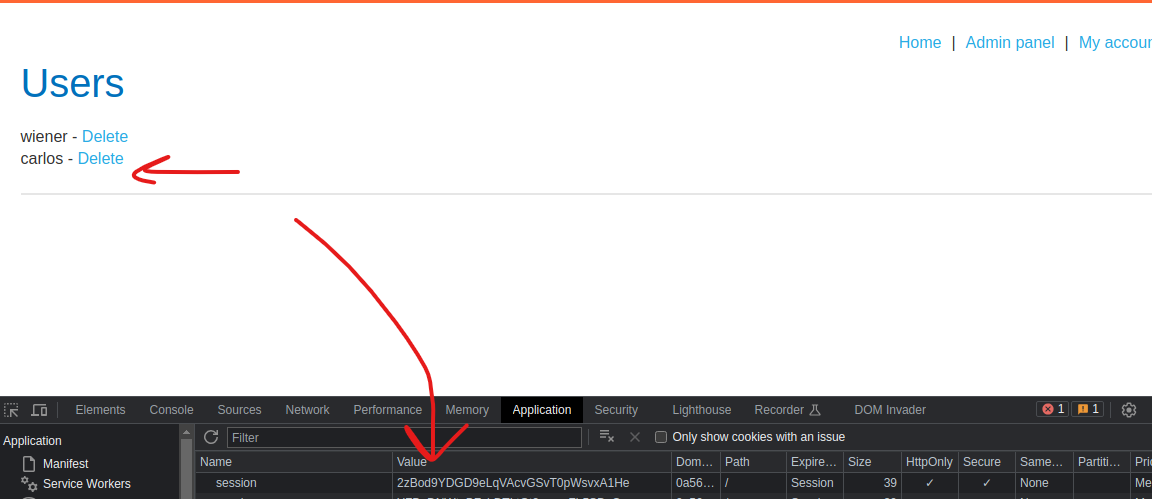 Home | Admin panel | My accour
Users
wiener - Delete
carlos - Delete
Elements Console Sources Network Performance Memory Application Security Lighthouse Recorder DOM Invader 1 1
Application
Filter
Only show cookies with an issue
Manifest
Service Workers
Name Value Dom… Path Expire… Size HttpOnly Secure Same… Partiti… Prio
session 2zBod9YDGD9eLqVAcvGSvT0pWsvxA1He 0a56… / Session 39 ✓ ✓ None Me